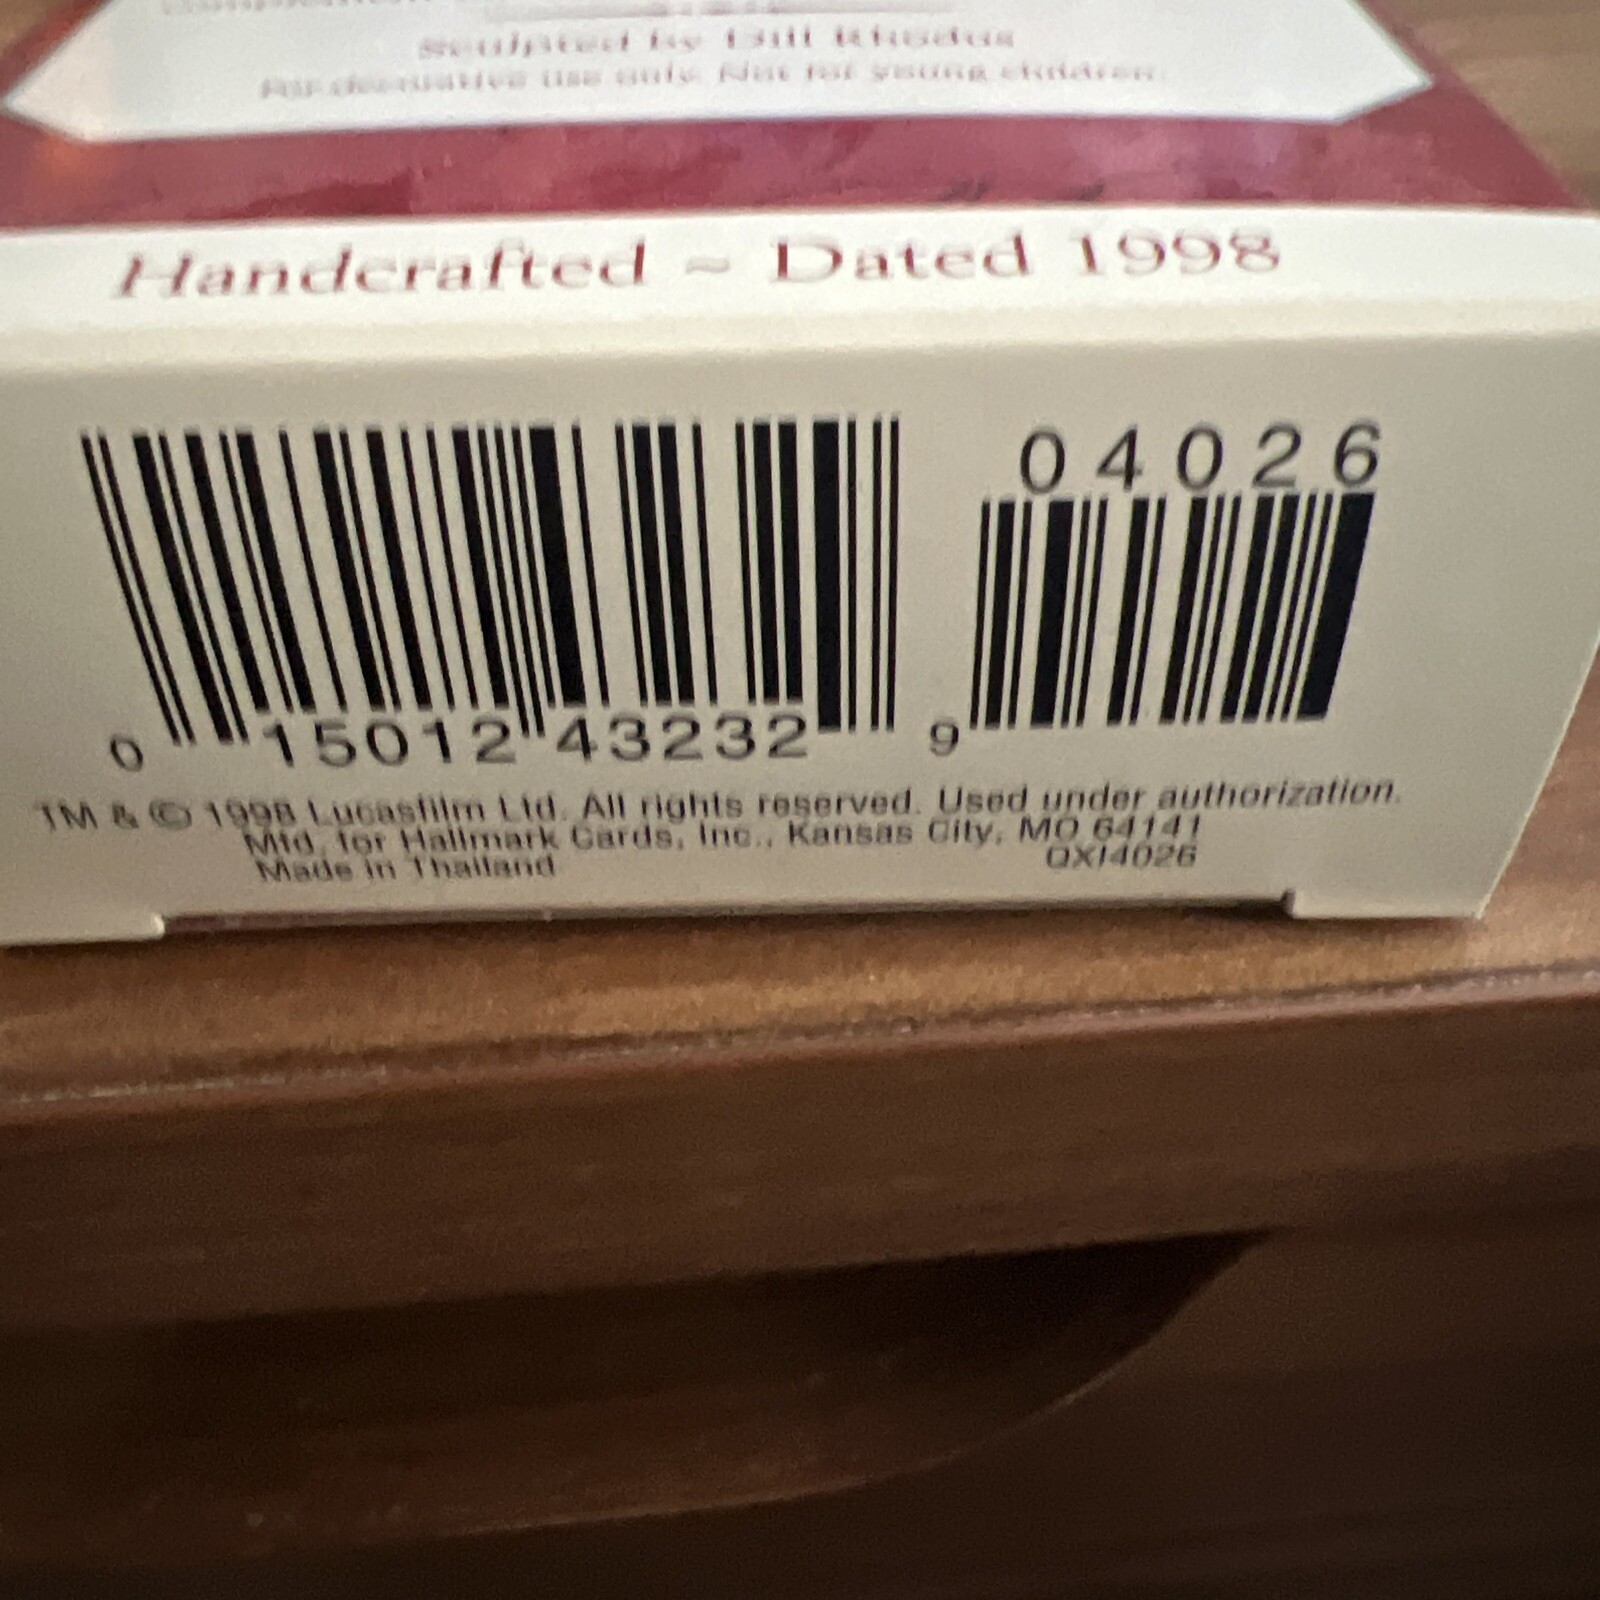 Sculpted by Dill Rhodus
For decorative use only. Not for young children.
Handcrafted ~ Dated 1998
04026
0 15012 43232 9
TM & © 1998 Lucasfilm Ltd. All rights reserved. Used under authorization.
Mfd. for Hallmark Cards, Inc., Kansas City, MO 64141
Made in Thailand QXI4026